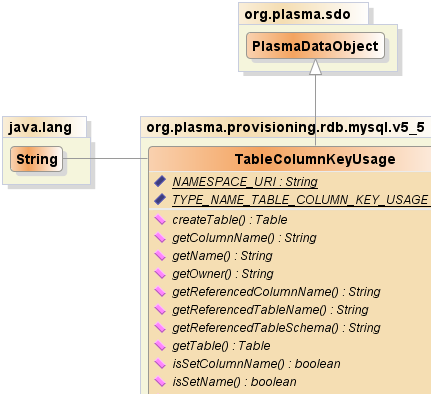 org.plasma.sdo
PlasmaDataObject
java.lang
String
org.plasma.provisioning.rdb.mysql.v5_5
TableColumnKeyUsage
NAMESPACE_URI : String
TYPE_NAME_TABLE_COLUMN_KEY_USAGE
createTable() : Table
getColumnName() : String
getName() : String
getOwner() : String
getReferencedColumnName() : String
getReferencedTableName() : String
getReferencedTableSchema() : String
getTable() : Table
isSetColumnName() : boolean
isSetName() : boolean